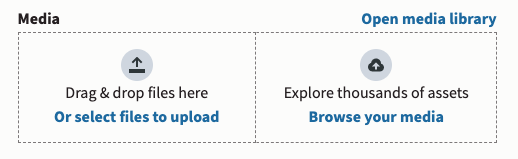 Media
Open media library
Drag & drop files here
Or select files to upload
Explore thousands of assets
Browse your media